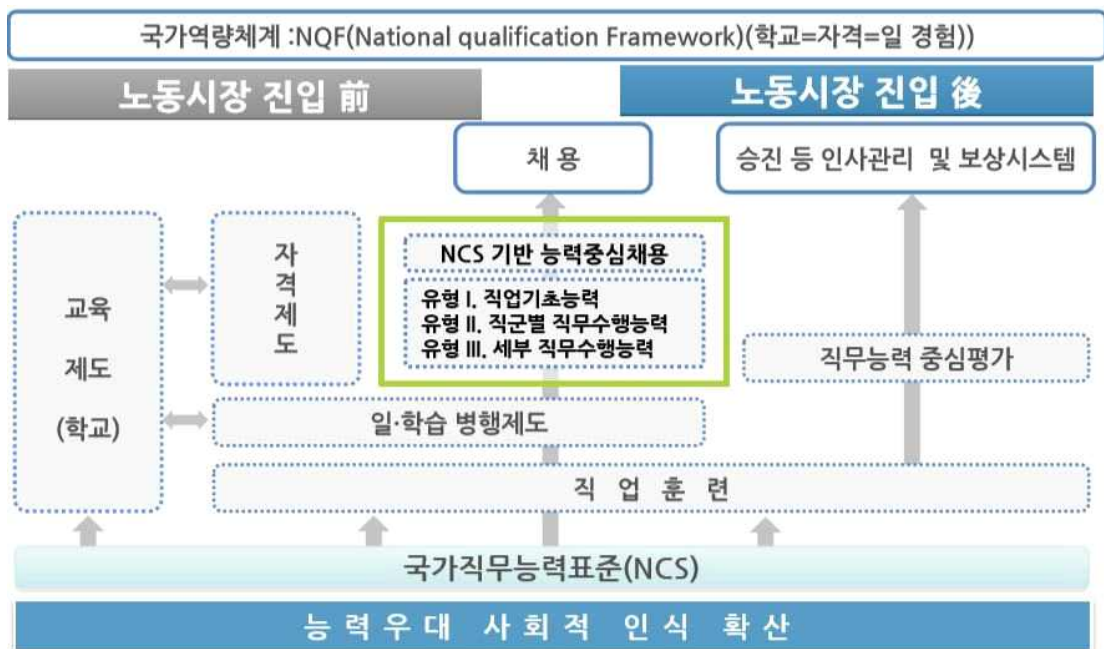 국가역량체계 :NQF(National qualification Framework)(학교=자격=일 경험))
노동시장 진입 前
노동시장 진입 後
채 용
승진 등 인사관리 및 보상시스템
교육
제도
(학교)
자
격
제
도
NCS 기반 능력중심채용
유형 I. 직업기초능력
유형 II. 직군별 직무수행능력
유형 III. 세부 직무수행능력
직무능력 중심평가
일·학습 병행제도
직 업 훈 련
국가직무능력표준(NCS)
능 력 우 대 사 회 적 인 식 확 산